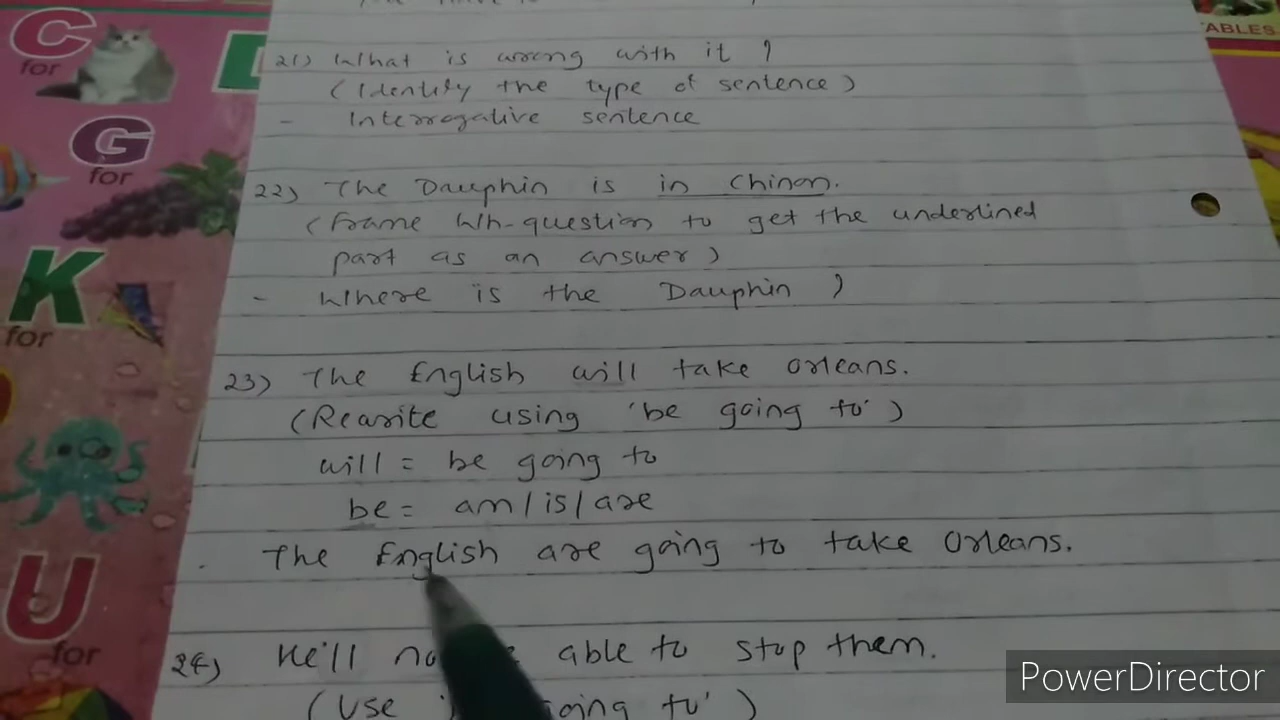 C
for
G
for
K
for
U
for
ABLES
21) What is wrong with it ?
(Identify the type of sentence)
- Interrogative sentence
22) The Dauphin is in Chinon.
(Frame Wh-question to get the underlined
part as an answer)
- Where is the Dauphin ?
23) The English will take Orleans.
(Rewrite using 'be going to')
will = be going to
be = am/is/are
. The English are going to take Orleans.
24) He'll able to stop them.
(Use going to')
PowerDirector